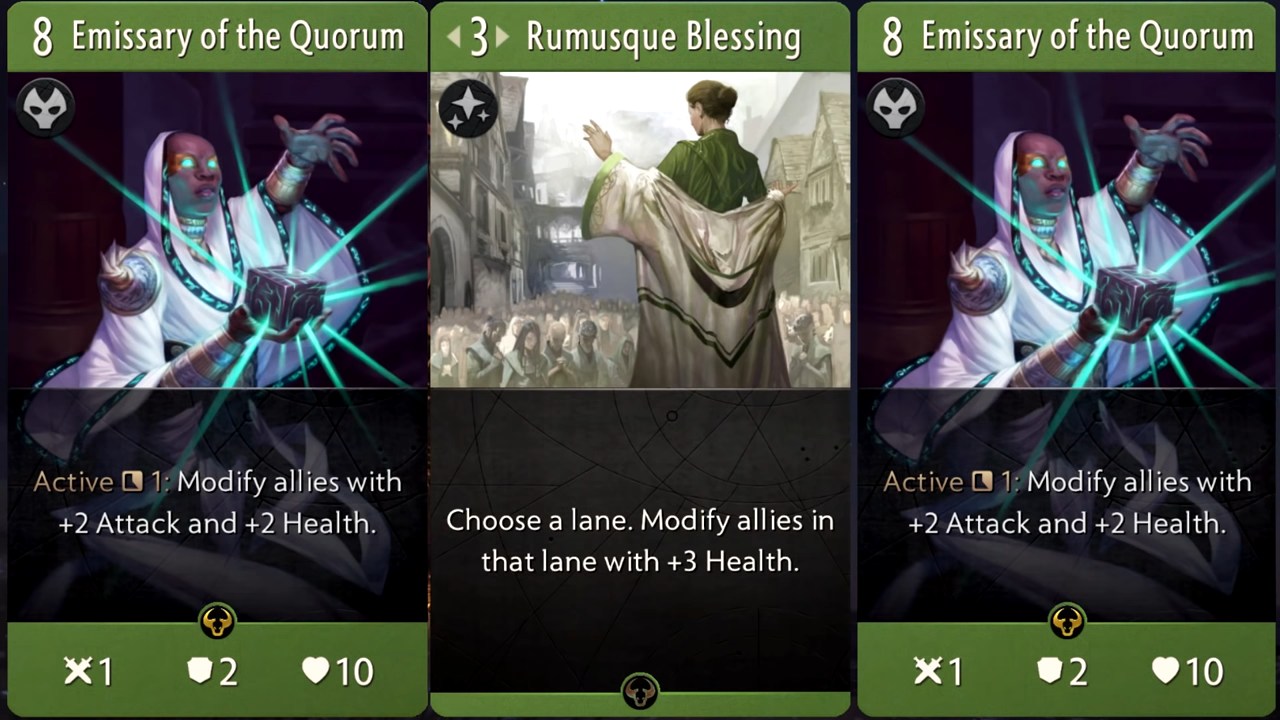 8 Emissary of the Quorum
Active 1: Modify allies with
+2 Attack and +2 Health.
1 2 10
3 Rumusque Blessing
Choose a lane. Modify allies in
that lane with +3 Health.
8 Emissary of the Quorum
Active 1: Modify allies with
+2 Attack and +2 Health.
1 2 10